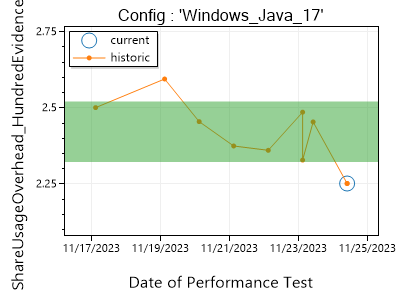 Config : 'Windows_Java_17'
current
historic
ShareUsageOverhead_HundredEvidence
2.75
2.5
2.25
11/17/2023 11/19/2023 11/21/2023 11/23/2023 11/25/2023
Date of Performance Test